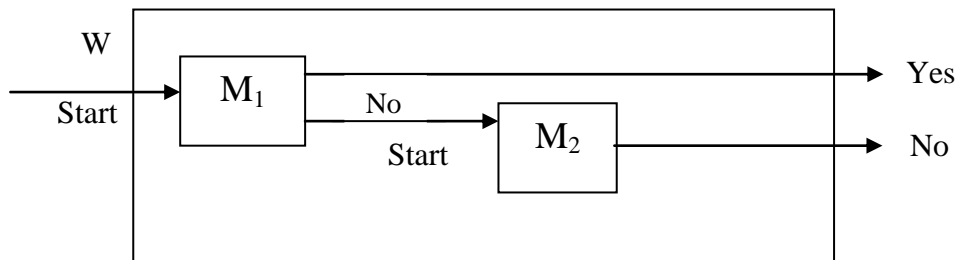 W
Start
M₁
No
Start
M₂
Yes
No